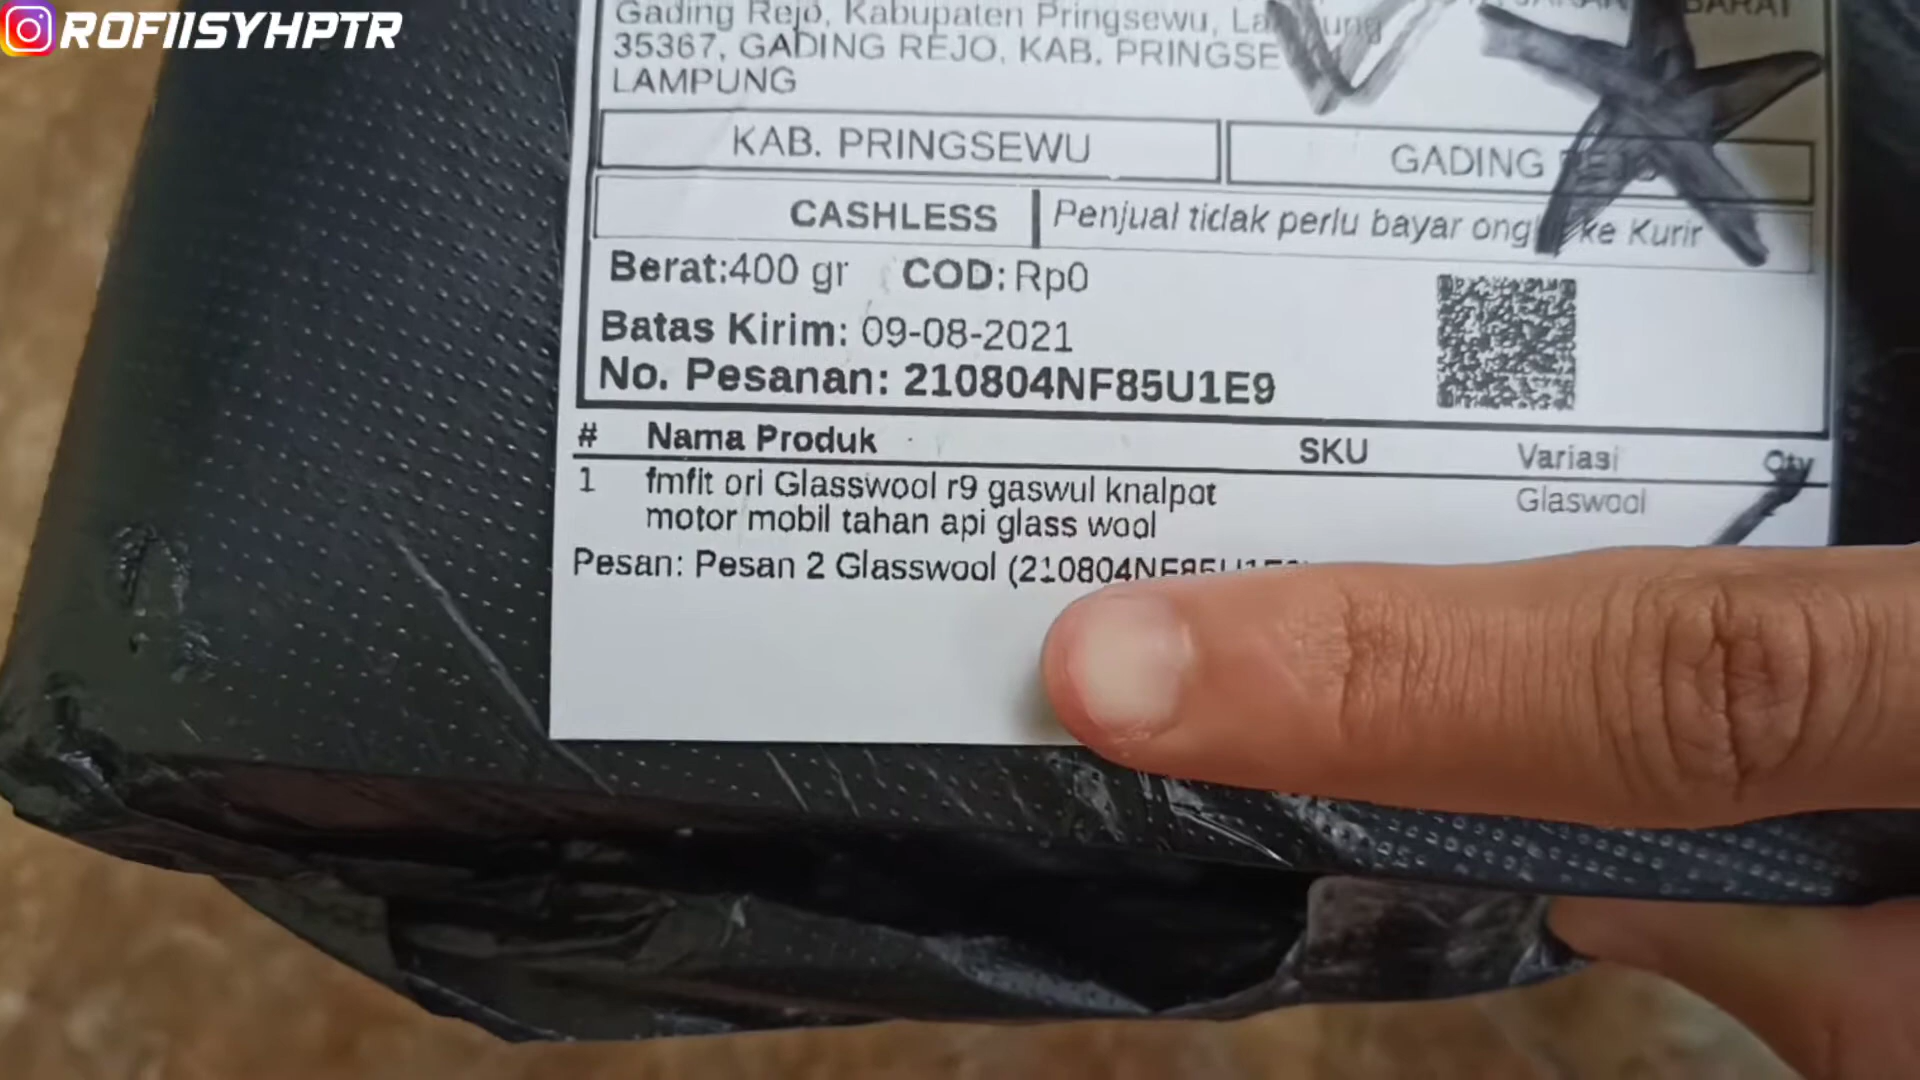 ROFIISYHPTR
BARAT
Gading Rejo, Kabupaten Pringsewu, Lampung
35367, GADING REJO, KAB. PRINGSE
LAMPUNG
KAB. PRINGSEWU
GADING REJO
CASHLESS
Penjual tidak perlu bayar ong ke Kurir
Berat:400 gr COD: Rp0
Batas Kirim: 09-08-2021
No. Pesanan: 210804NF85U1E9
# Nama Produk SKU Variasi Qty
1 fmfit ori Glasswool r9 gaswul knalpot Glaswool
motor mobil tahan api glass wool
Pesan: Pesan 2 Glasswool (210804NF85U1E9)